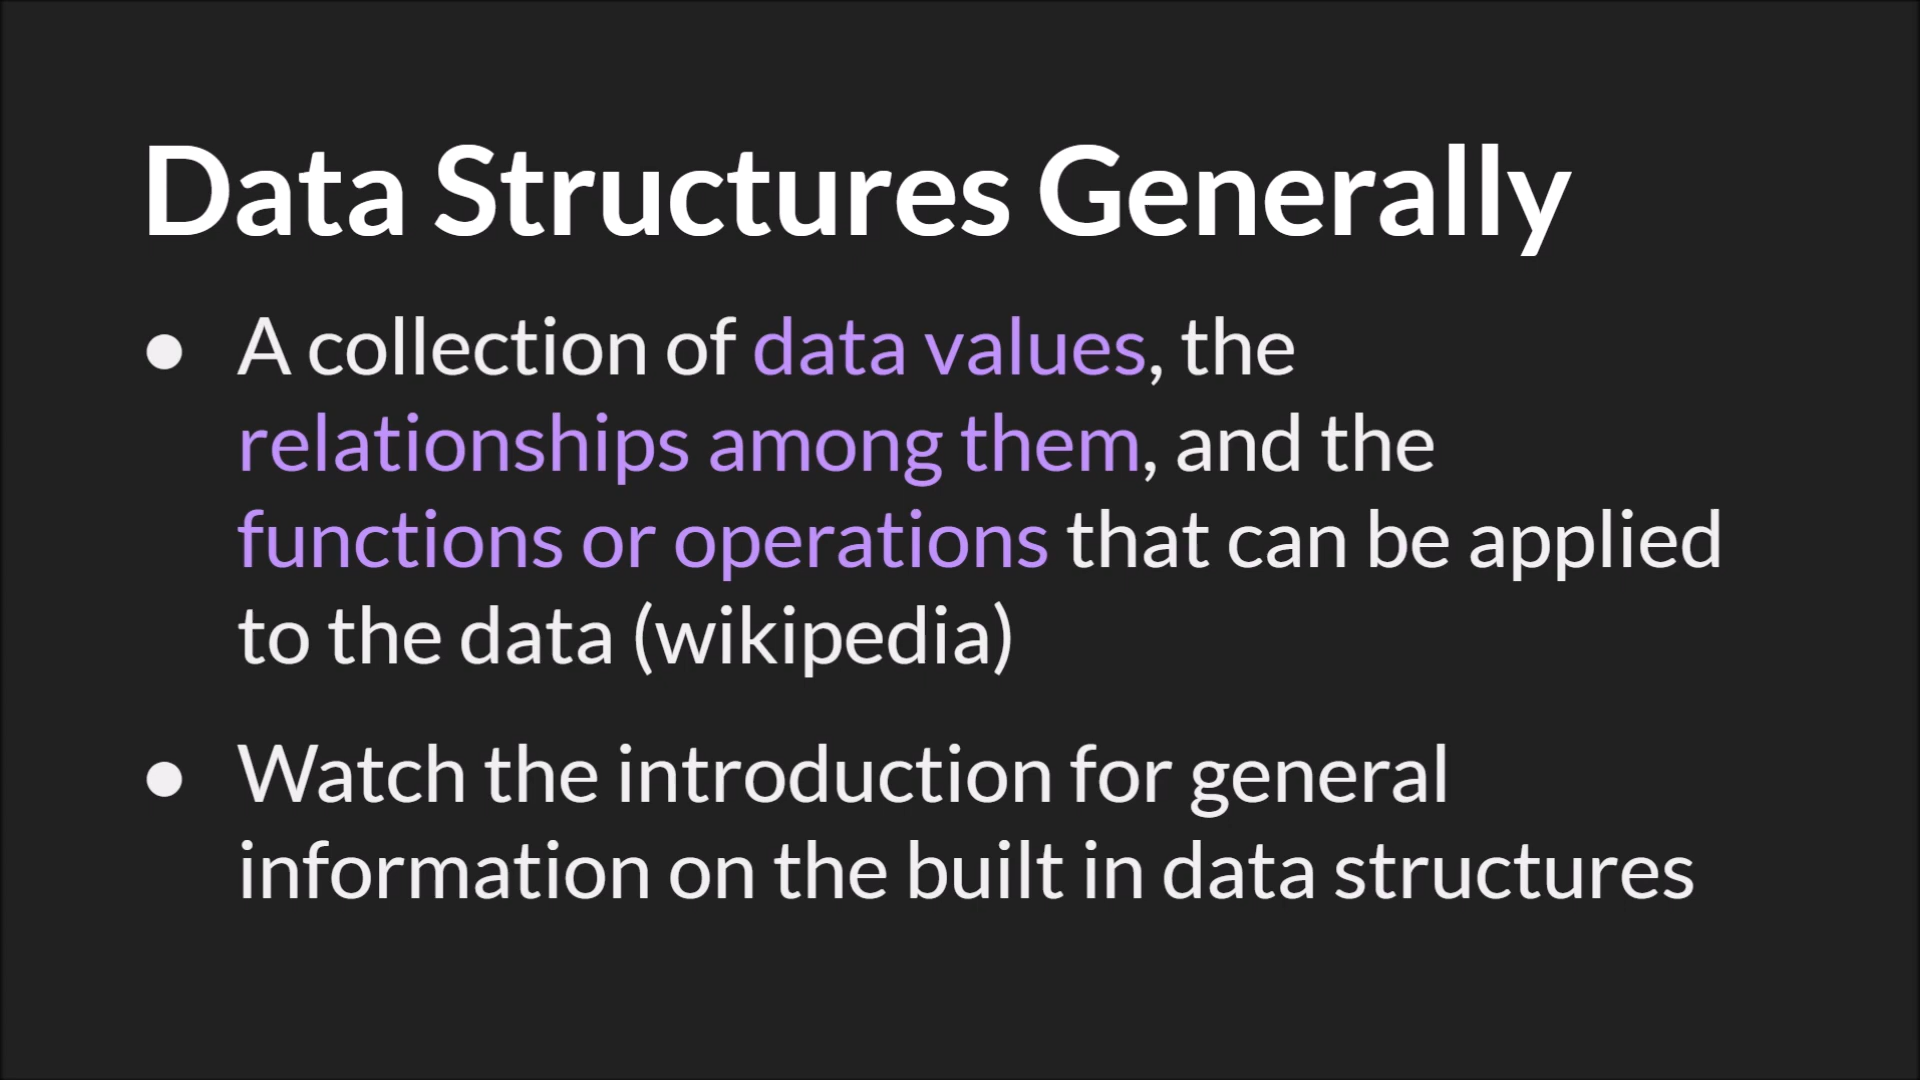 Data Structures Generally
● A collection of data values, the
relationships among them, and the
functions or operations that can be applied
to the data (wikipedia)
● Watch the introduction for general
information on the built in data structures